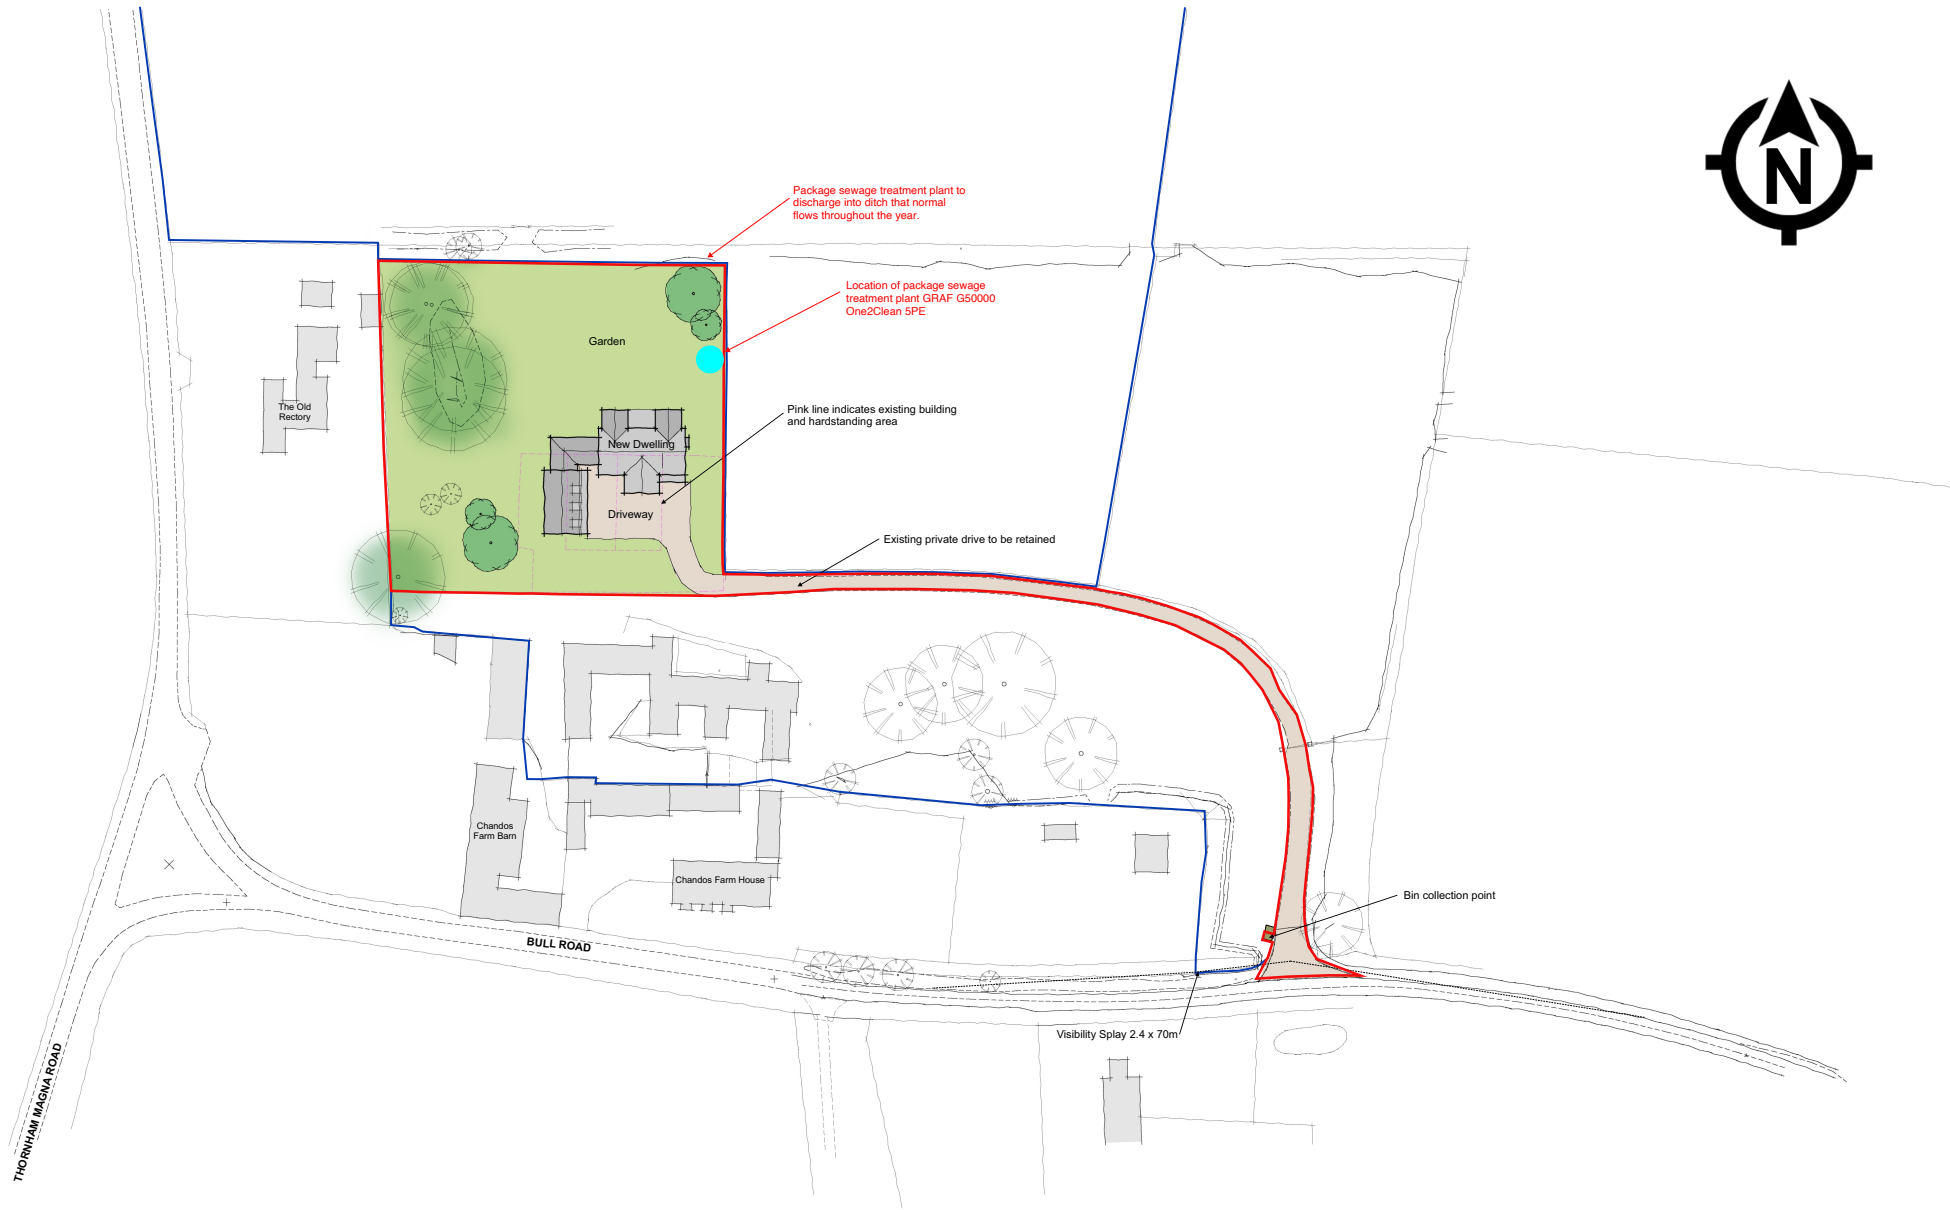 N
Package sewage treatment plant to
discharge into ditch that normal
flows throughout the year.
Location of package sewage
treatment plant GRAF G50000
One2Clean 5PE
Garden
The Old
Rectory
Pink line indicates existing building
and hardstanding area
New Dwelling
Driveway
Existing private drive to be retained
Chandos
Farm Barn
Chandos Farm House
Bin collection point
BULL ROAD
Visibility Splay 2.4 x 70m
THORNHAM MAGNA ROAD